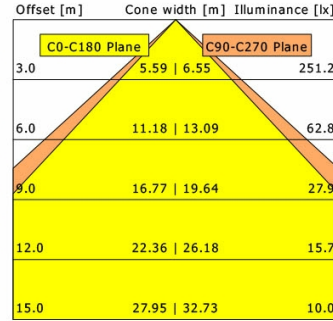 Offset [m] Cone width [m] Illuminance [lx]
C0-C180 Plane C90-C270 Plane
3.0 5.59 | 6.55 251.2
6.0 11.18 | 13.09 62.8
9.0 16.77 | 19.64 27.9
12.0 22.36 | 26.18 15.7
15.0 27.95 | 32.73 10.0